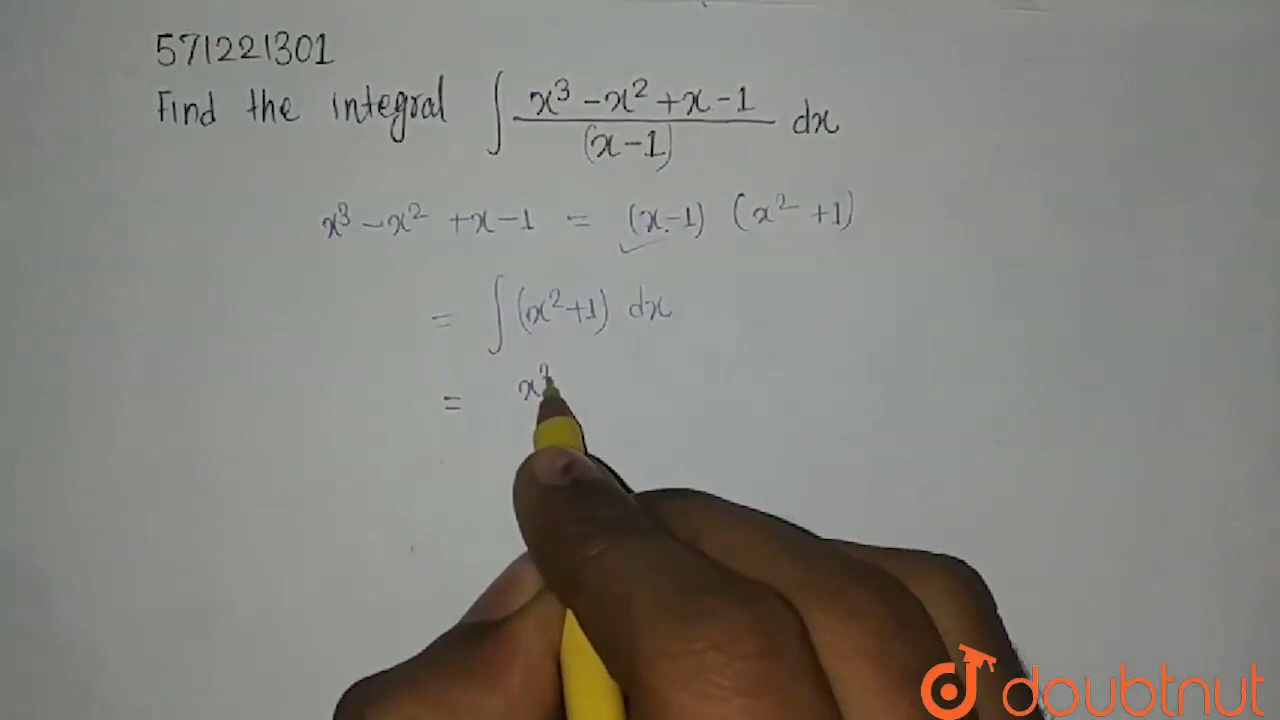 571221301
Find the integral ∫ x³ - x² + x - 1 / (x - 1) dx
x³ - x² + x - 1 = (x - 1) (x² + 1)
= ∫ (x² + 1) dx
= x³
doubtnut